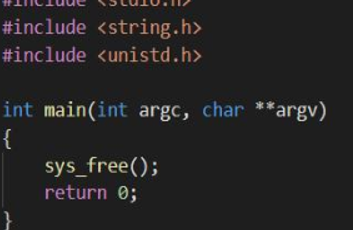 #include <stdio.h>
#include <string.h>
#include <unistd.h>
int main(int argc, char **argv)
{
sys_free();
return 0;
}